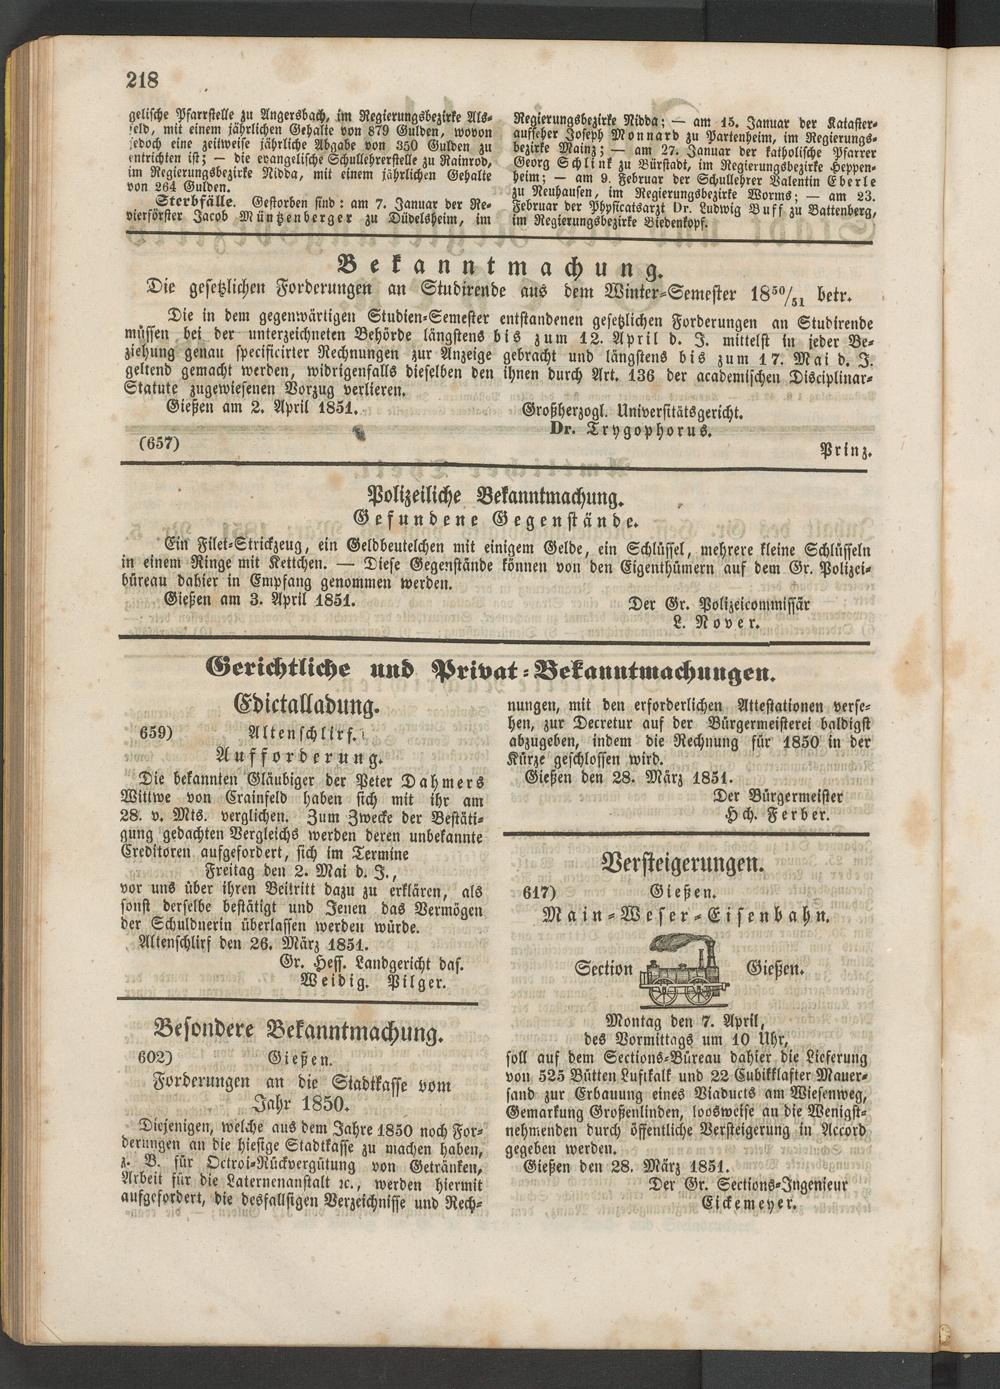 218
gelische Pfarrstelle zu Angersbach, im Regierungsbezirke Als-
feld, mit einem jährlichen Gehalte von 879 Gulden, wovon
jedoch eine zeitweise jährliche Abgabe von 350 Gulden zu
entrichten ist; — die evangelische Schullehrerstelle zu Rainrod,
im Regierungsbezirke Nidda, mit einem jährlichen Gehalte
von 264 Gulden.
Sterbfälle. Gestorben sind: am 7. Januar der Re-
vierförster Jacob Müntzenberger zu Düdelsheim, im
Regierungsbezirke Nidda; — am 15. Januar der Kataster-
aufseher Joseph Monnard zu Partenheim, im Regierungs-
bezirke Mainz; — am 27. Januar der katholische Pfarrer
Georg Schlink zu Bürstadt, im Regierungsbezirke Heppen-
heim; — am 9. Februar der Schullehrer Valentin Eberle
zu Neuhausen, im Regierungsbezirke Worms; — am 23.
Februar der Physicatsarzt Dr. Ludwig Buff zu Battenberg,
im Regierungsbezirke Biedenkopf.
Bekanntmachung.
Die gesetzlichen Forderungen an Studirende aus dem Winter-Semester 18⁵⁰/₅₁ betr.
Die in dem gegenwärtigen Studien-Semester entstandenen gesetzlichen Forderungen an Studirende
müssen bei der unterzeichneten Behörde längstens bis zum 12. April d. J. mittelst in jeder Be-
ziehung genau specificirter Rechnungen zur Anzeige gebracht und längstens bis zum 17. Mai d. J.
geltend gemacht werden, widrigenfalls dieselben den ihnen durch Art. 136 der academischen Disciplinar-
Statute zugewiesenen Vorzug verlieren.
Gießen am 2. April 1851.
Großherzogl. Universitätsgericht.
Dr. Trygophorus.
(657)
Prinz.
Polizeiliche Bekanntmachung.
Gefundene Gegenstände.
Ein Filet-Strickzeug, ein Geldbeutelchen mit einigem Gelde, ein Schlüssel, mehrere kleine Schlüsseln
in einem Ringe mit Kettchen. — Diese Gegenstände können von den Eigenthümern auf dem Gr. Polizei-
büreau dahier in Empfang genommen werden.
Gießen am 3. April 1851.
Der Gr. Polizeicommissär
L. Nover.
Gerichtliche und Privat-Bekanntmachungen.
Edictalladung.
659) Altenschlirf.
Aufforderung.
Die bekannten Gläubiger der Peter Dahmers
Wittwe von Crainfeld haben sich mit ihr am
28. v. Mts. verglichen. Zum Zwecke der Bestäti-
gung gedachten Vergleichs werden deren unbekannte
Creditoren aufgefordert, sich im Termine
Freitag den 2. Mai d. J.,
vor uns über ihren Beitritt dazu zu erklären, als
sonst derselbe bestätigt und Jenen das Vermögen
der Schuldnerin überlassen werden würde.
Altenschlirf den 26. März 1851.
Gr. Hess. Landgericht das.
Weidig. Pilger.
Besondere Bekanntmachung.
602) Gießen.
Forderungen an die Stadtkasse vom
Jahr 1850.
Diejenigen, welche aus dem Jahre 1850 noch For-
derungen an die hiesige Stadtkasse zu machen haben,
z. B. für Octroi-Rückvergütung von Getränken,
Arbeit für die Laternenanstalt ꝛc., werden hiermit
aufgefordert, die desfallsigen Verzeichnisse und Rech-
nungen, mit den erforderlichen Attestationen verse-
hen, zur Decretur auf der Bürgermeisterei baldigst
abzugeben, indem die Rechnung für 1850 in der
Kürze geschlossen wird.
Gießen den 28. März 1851.
Der Bürgermeister
Hch. Ferber.
Versteigerungen.
617) Gießen.
Main-Weser-Eisenbahn.
Section Gießen.
Montag den 7. April,
des Vormittags um 10 Uhr,
soll auf dem Sections-Büreau dahier die Lieferung
von 525 Bütten Luftkalk und 22 Cubikklafter Mauer-
sand zur Erbauung eines Viaducts am Wiesenweg,
Gemarkung Großenlinden, loosweise an die Wenigst-
nehmenden durch öffentliche Versteigerung in Accord
gegeben werden.
Gießen den 28. März 1851.
Der Gr. Sections-Ingenieur
Eickemeyer.